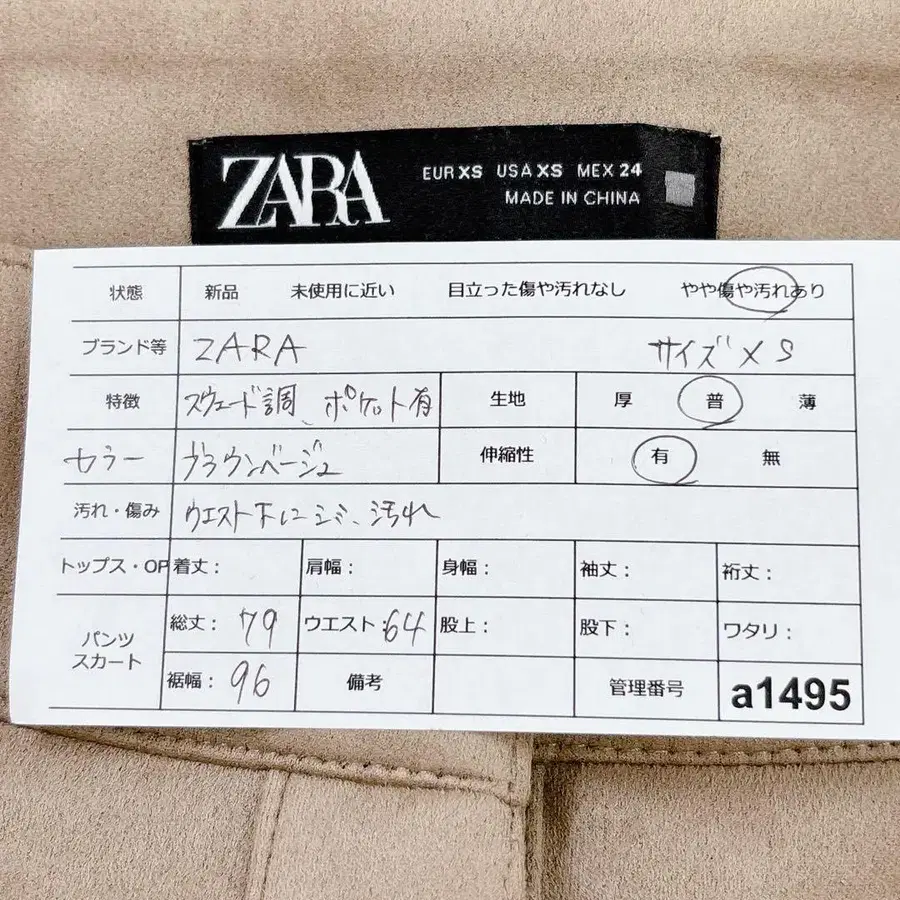 ZARA EUR XS USA XS MEX 24
MADE IN CHINA
状態 新品 未使用に近い 目立った傷や汚れなし やや傷や汚れあり
ブランド等 ZARA サイズ XS
特徴 スウェード調、ポケット有 生地 厚 普 薄
カラー ブラウンベージュ 伸縮性 有 無
汚れ・傷み ウエスト下にシミ、汚れ
トップス・OP 着丈: 肩幅: 身幅: 袖丈: 裄丈:
パンツ スカート 総丈: 79 ウエスト: 64 股上: 股下: ワタリ:
裾幅: 96 備考 管理番号 a1495